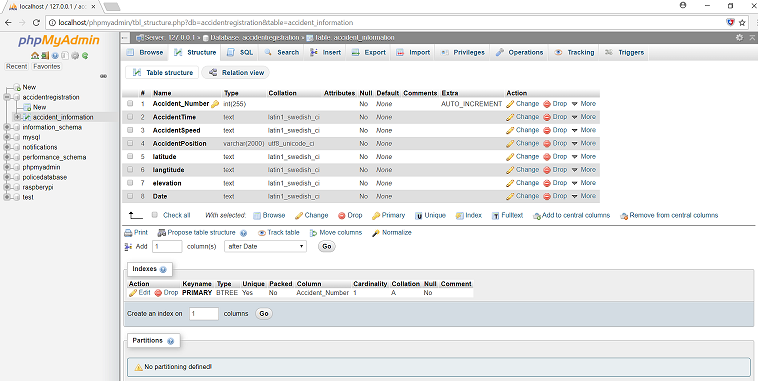 localhost / 127.0.0.1 / acc
localhost/phpmyadmin/tbl_structure.php?db=accidentregistration&table=accident_information
phpMyAdmin
Recent Favorites
New
accidentregistration
New
accident_information
information_schema
mysql
notifications
performance_schema
phpmyadmin
policedatabase
raspberrypi
test
Server: 127.0.0.1 » Database: accidentregistration » Table: accident_information
Browse Structure SQL Search Insert Export Import Privileges Operations Tracking Triggers
Table structure Relation view
# Name Type Collation Attributes Null Default Comments Extra Action
1 Accident_Number int(255) No None AUTO_INCREMENT Change Drop More
2 AccidentTime text latin1_swedish_ci No None Change Drop More
3 AccidentSpeed text latin1_swedish_ci No None Change Drop More
4 AccidentPosition varchar(2000) utf8_unicode_ci No None Change Drop More
5 latitude text latin1_swedish_ci No None Change Drop More
6 langtitude text latin1_swedish_ci No None Change Drop More
7 elevation text latin1_swedish_ci No None Change Drop More
8 Date text latin1_swedish_ci No None Change Drop More
Check all With selected: Browse Change Drop Primary Unique Index Fulltext Add to central columns Remove from central columns
Print Propose table structure Track table Move columns Normalize
Add 1 column(s) after Date Go
Indexes
Action Keyname Type Unique Packed Column Cardinality Collation Null Comment
Edit Drop PRIMARY BTREE Yes No Accident_Number 1 A No
Create an index on 1 columns Go
Partitions
No partitioning defined!